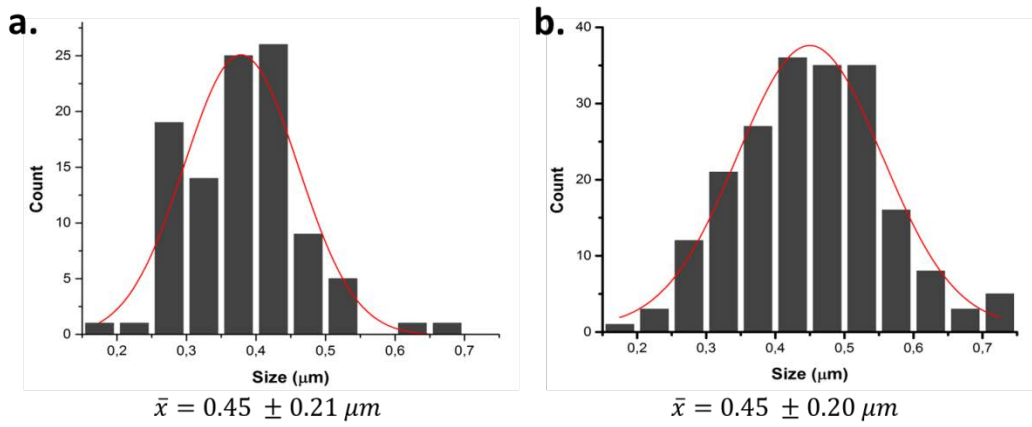 a.
25
20
15
10
5
0
Count
0,2 0,3 0,4 0,5 0,6 0,7
Size (μm)
x̄ = 0.45 ± 0.21 μm
b.
40
30
20
10
0
Count
0,2 0,3 0,4 0,5 0,6 0,7
Size (μm)
x̄ = 0.45 ± 0.20 μm